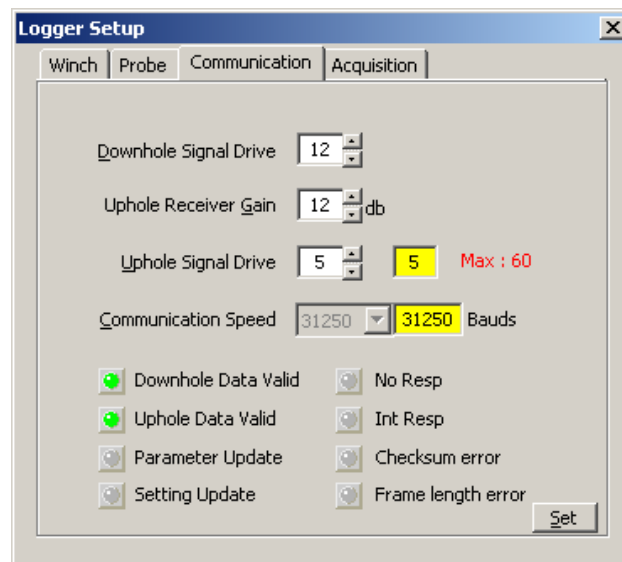 Logger Setup
Winch Probe Communication Acquisition
Downhole Signal Drive 12
Uphole Receiver Gain 12 db
Uphole Signal Drive 5 5 Max : 60
Communication Speed 31250 31250 Bauds
Downhole Data Valid No Resp
Uphole Data Valid Int Resp
Parameter Update Checksum error
Setting Update Frame length error
Set